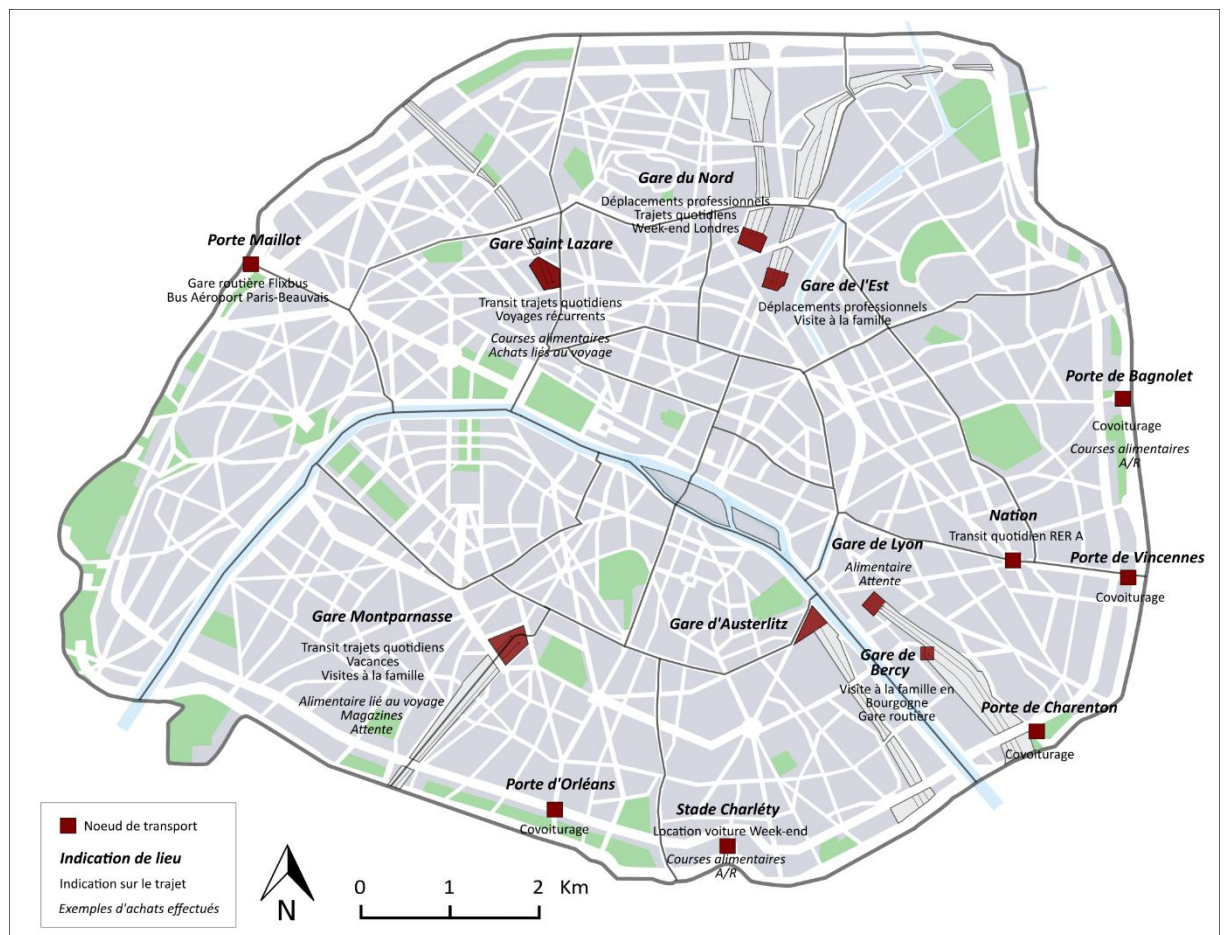 Gare du Nord
Déplacements professionnels
Trajets quotidiens
Week-end Londres
Porte Maillot
Gare routière Flixbus
Bus Aéroport Paris-Beauvais
Gare Saint Lazare
Transit trajets quotidiens
Voyages récurrents
Courses alimentaires
Achats liés au voyage
Gare de l'Est
Déplacements professionnels
Visite à la famille
Porte de Bagnolet
Covoiturage
Courses alimentaires
A/R
Nation
Transit quotidien RER A
Gare de Lyon
Alimentaire
Attente
Porte de Vincennes
Covoiturage
Gare Montparnasse
Transit trajets quotidiens
Vacances
Visites à la famille
Alimentaire lié au voyage
Magazines
Attente
Gare d'Austerlitz
Gare de
Bercy
Visite à la famille en
Bourgogne
Gare routière
Porte de Charenton
Covoiturage
Porte d'Orléans
Covoiturage
Stade Charléty
Location voiture Week-end
Courses alimentaires
A/R
Noeud de transport
Indication de lieu
Indication sur le trajet
Exemples d'achats effectués
N
0 1 2 Km